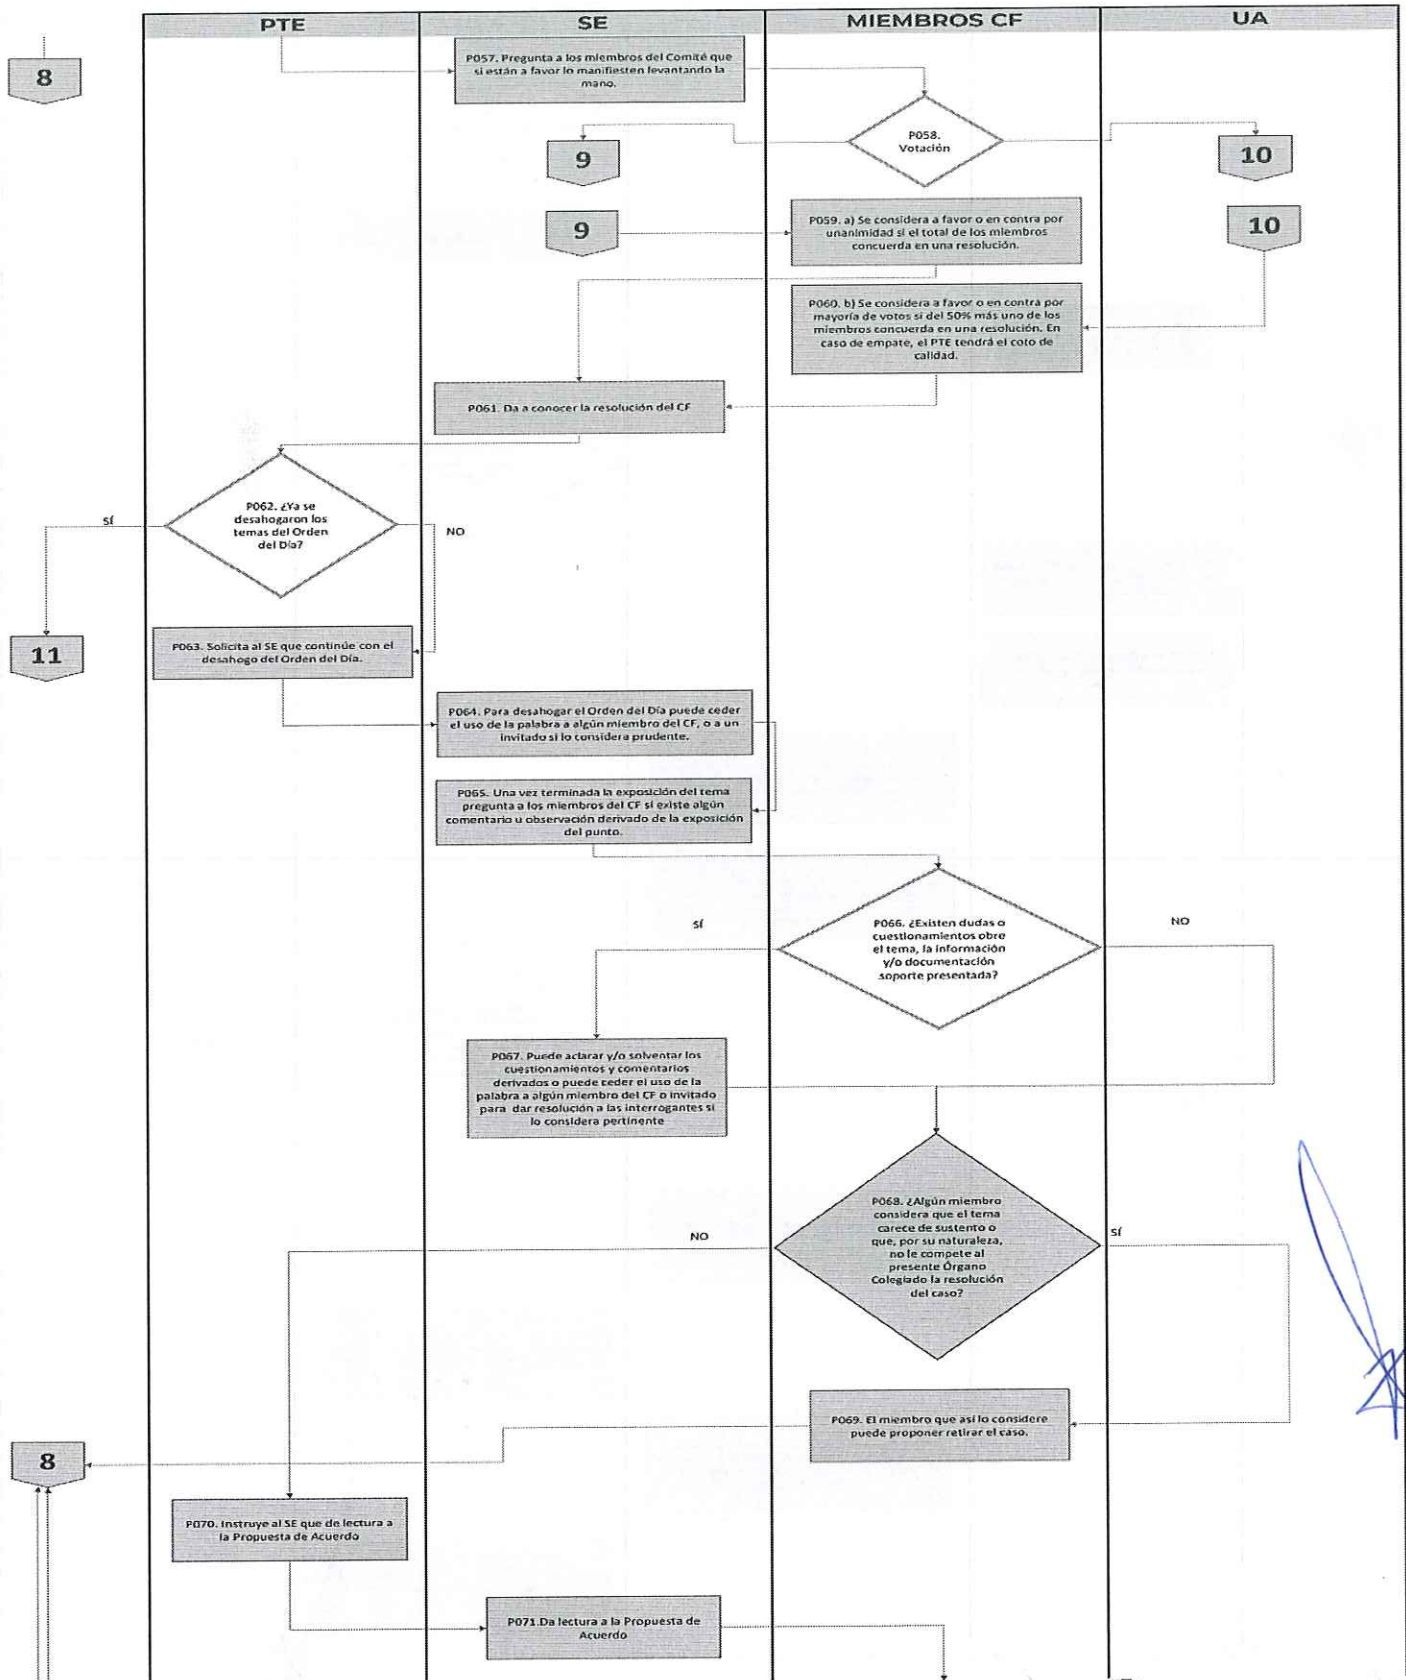 PTE
SE
MIEMBROS CF
UA
8
P057. Pregunta a los miembros del Comité que
si están a favor lo manifiesten levantando la
mano.
P058.
Votación
9
10
9
P059. a) Se considera a favor o en contra por
unanimidad si el total de los miembros
concuerda en una resolución.
10
P060. b) Se considera a favor o en contra por
mayoría de votos si del 50% más uno de los
miembros concuerda en una resolución. En
caso de empate, el PTE tendrá el coto de
calidad.
P061. Da a conocer la resolución del CF
P062. ¿Ya se
desahogaron los
temas del Orden
del Día?
SÍ
NO
11
P063. Solicita al SE que continúe con el
desahogo del Orden del Día.
P064. Para desahogar el Orden del Día puede ceder
el uso de la palabra a algún miembro del CF, o a un
invitado si lo considera prudente.
P065. Una vez terminada la exposición del tema
pregunta a los miembros del CF si existe algún
comentario u observación derivado de la exposición
del punto.
P066. ¿Existen dudas o
cuestionamientos obre
el tema, la información
y/o documentación
soporte presentada?
SÍ
NO
P067. Puede aclarar y/o solventar los
cuestionamientos y comentarios
derivados o puede ceder el uso de la
palabra a algún miembro del CF o invitado
para dar resolución a las interrogantes si
lo considera pertinente
P068. ¿Algún miembro
considera que el tema
carece de sustento o
que, por su naturaleza,
no le compete al
presente Órgano
Colegiado la resolución
del caso?
NO
SÍ
P069. El miembro que así lo considere
puede proponer retirar el caso.
8
P070. Instruye al SE que de lectura a
la Propuesta de Acuerdo
P071.Da lectura a la Propuesta de
Acuerdo